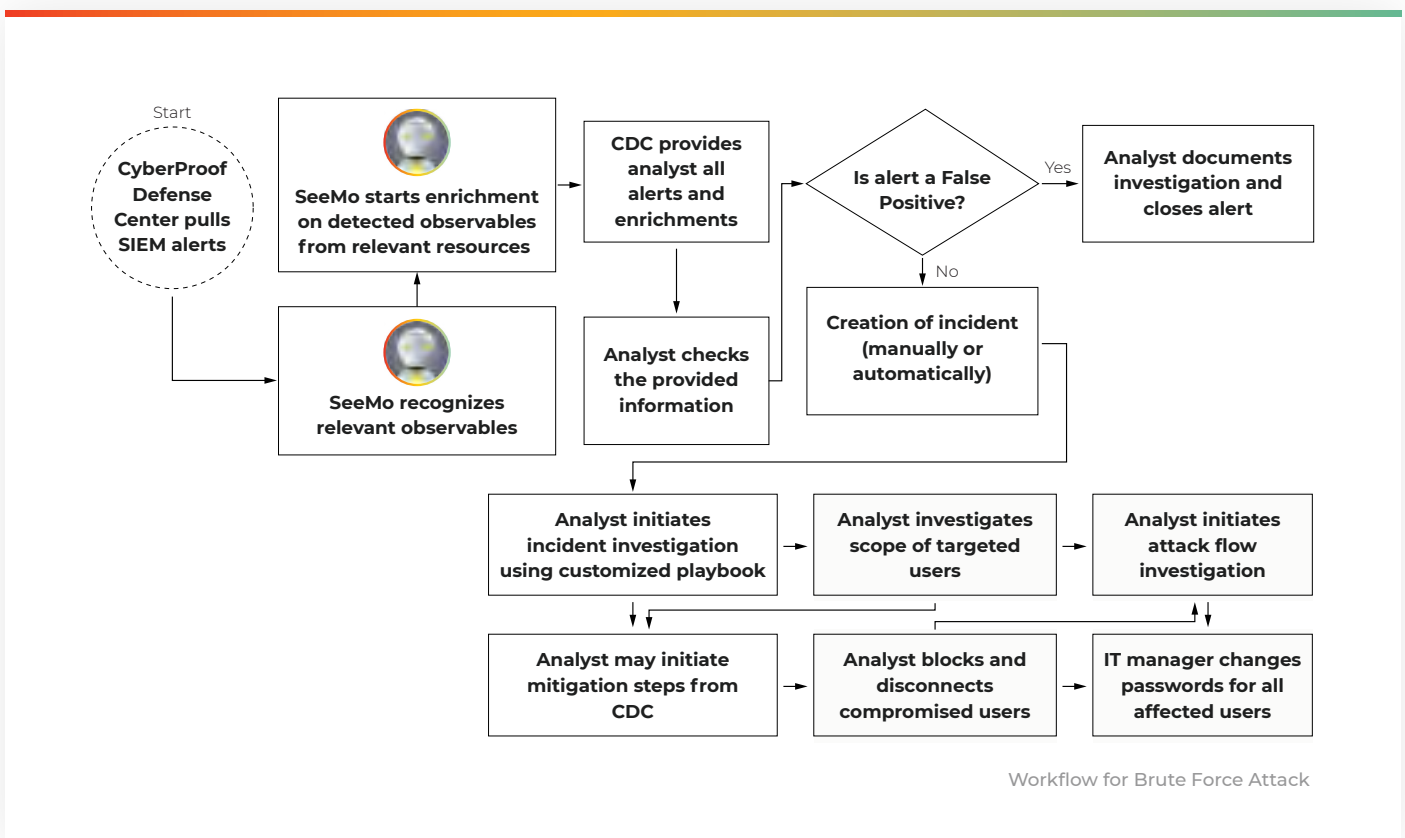 Start
CyberProof
Defense
Center pulls
SIEM alerts
SeeMo recognizes
relevant observables
SeeMo starts enrichment
on detected observables
from relevant resources
CDC provides
analyst all
alerts and
enrichments
Analyst checks
the provided
information
Is alert a False
Positive?
Yes
Analyst documents
investigation and
closes alert
No
Creation of incident
(manually or
automatically)
Analyst initiates
incident investigation
using customized playbook
Analyst investigates
scope of targeted
users
Analyst initiates
attack flow
investigation
Analyst may initiate
mitigation steps from
CDC
Analyst blocks and
disconnects
compromised users
IT manager changes
passwords for all
affected users
Workflow for Brute Force Attack